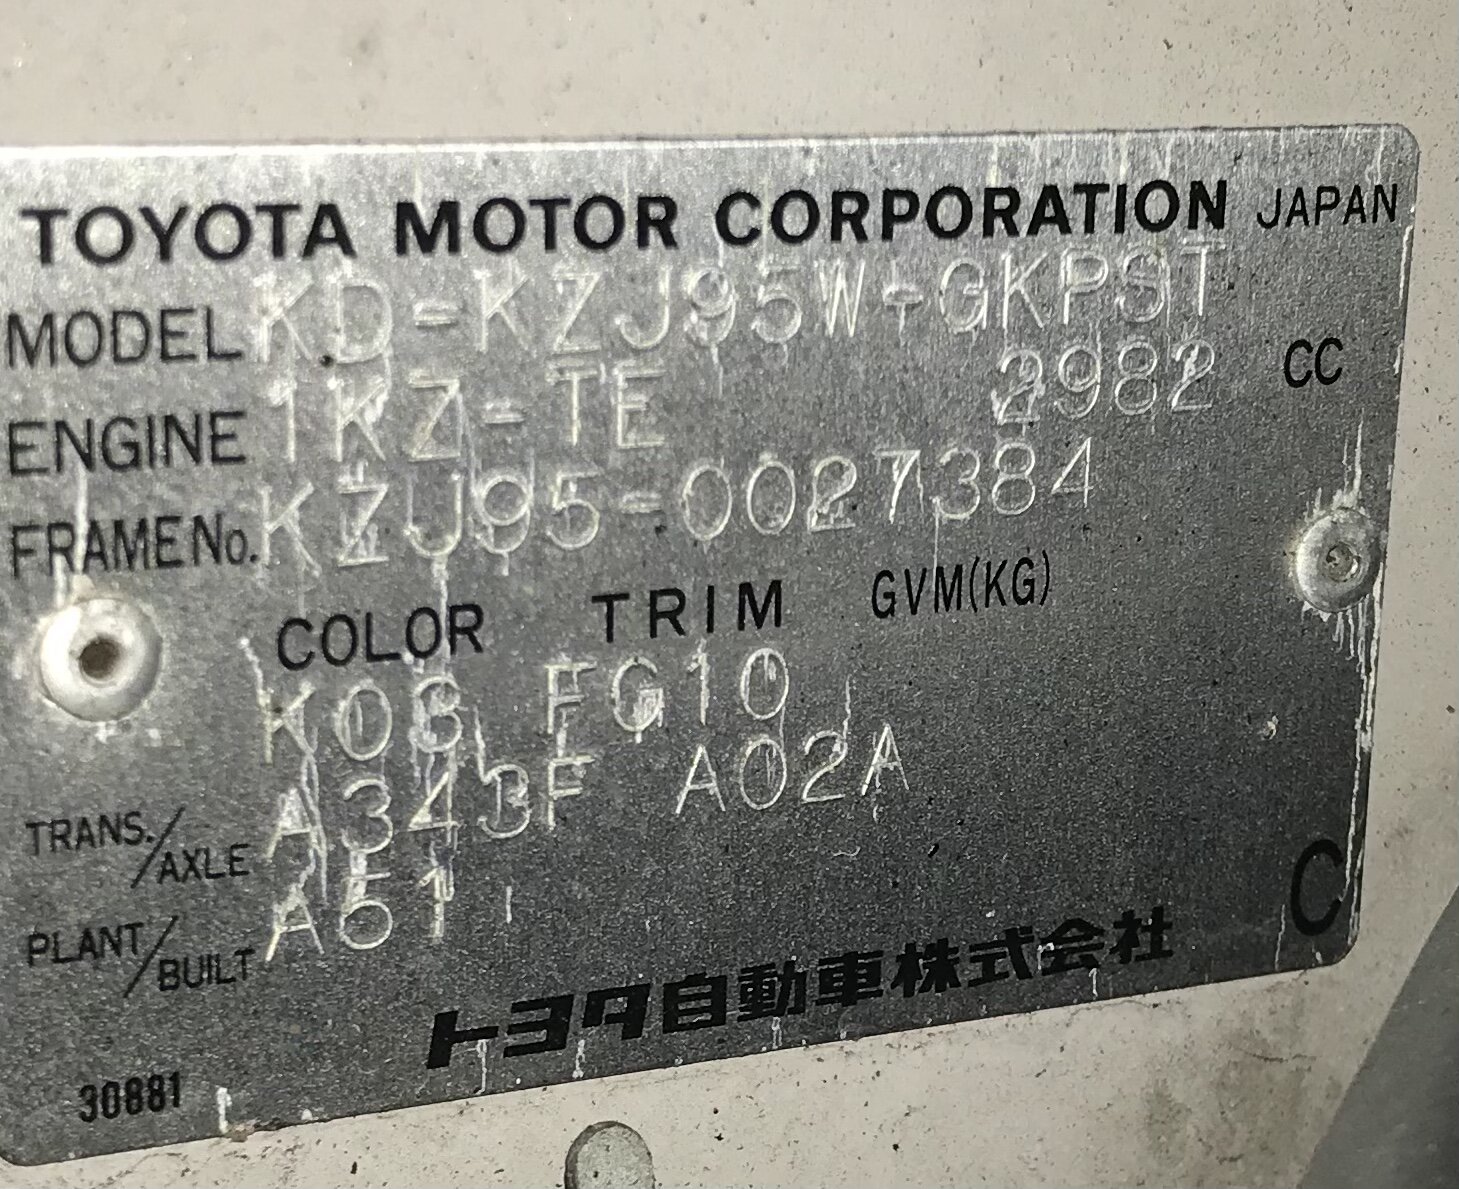 TOYOTA MOTOR CORPORATION JAPAN
MODEL KD-KZJ95W-GKPST
ENGINE 1KZ-TE 2982 CC
FRAME No. KZJ95-0027384
COLOR TRIM GVM(KG)
FG10
TRANS./AXLE A343F A02A
PLANT/BUILT A51
トヨタ自動車株式会社
C
30881